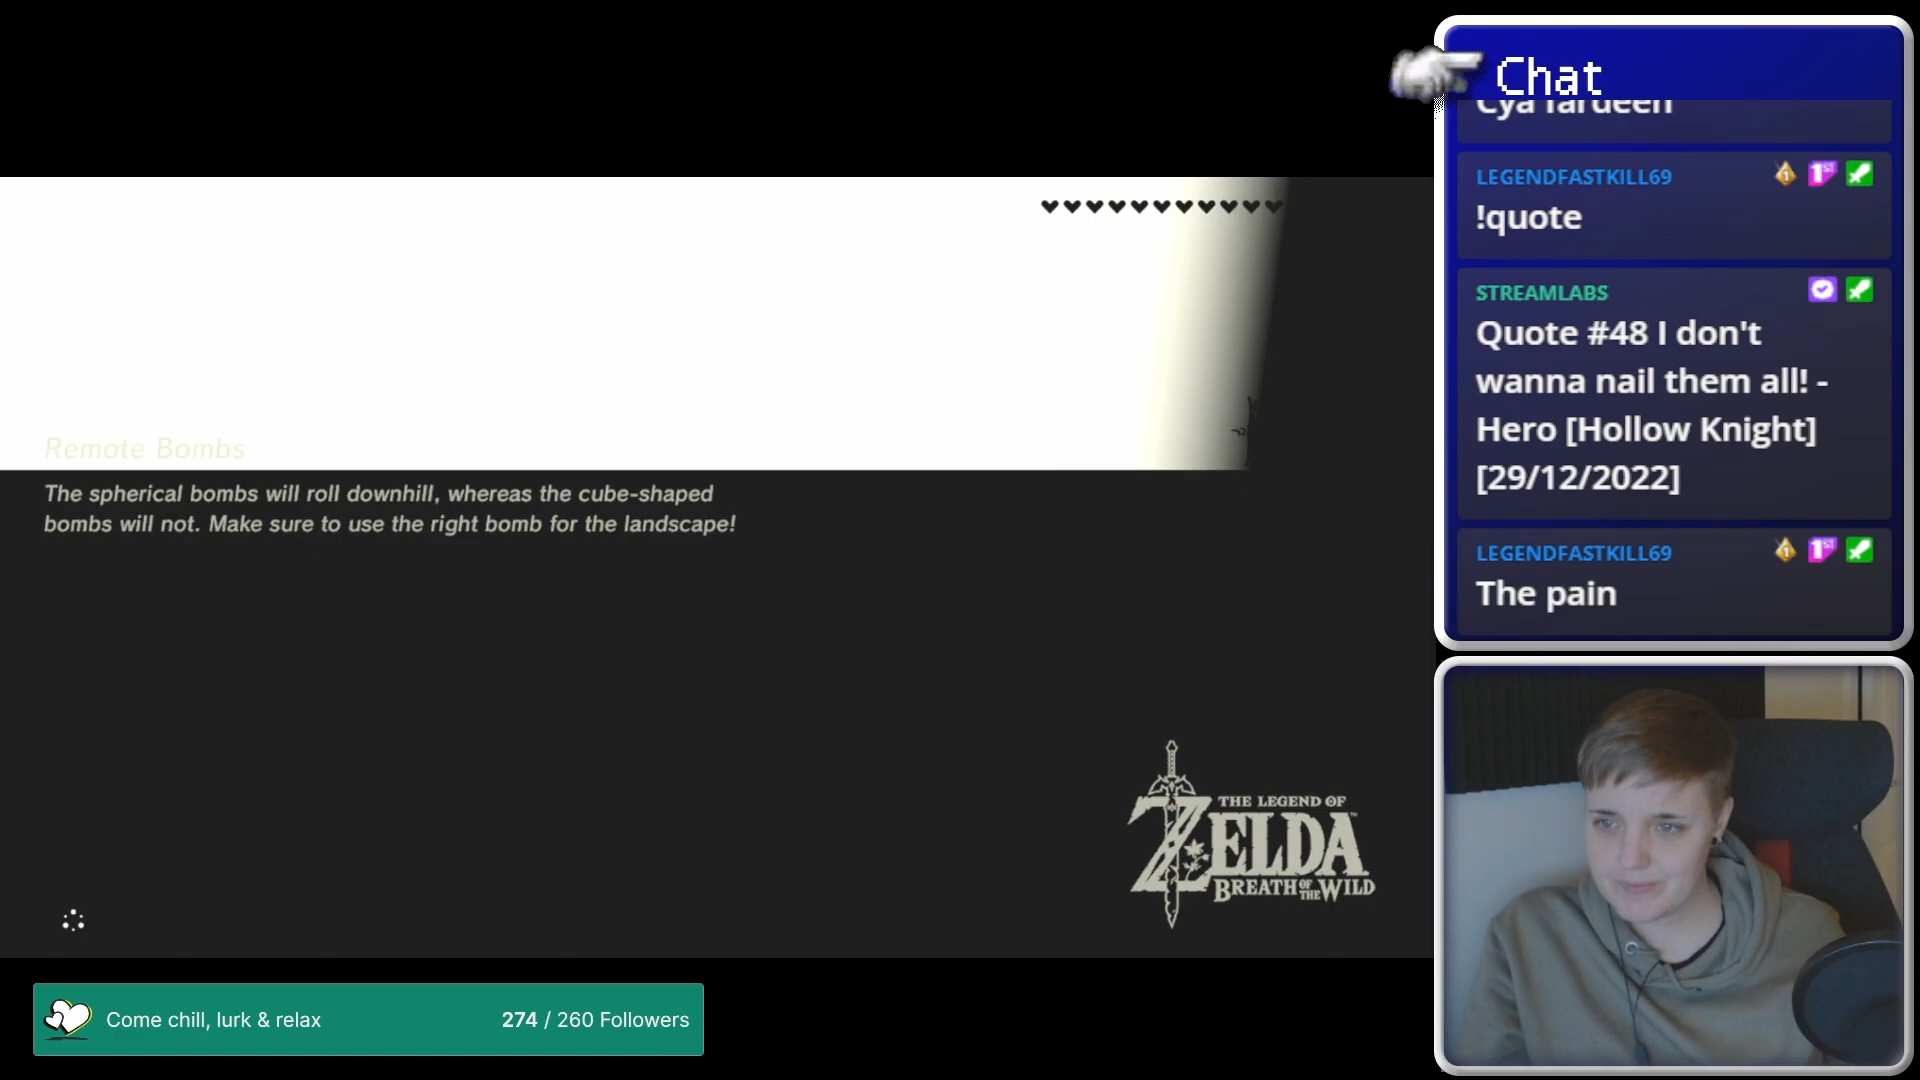 Chat
Cya fardeen
LEGENDFASTKILL69
!quote
STREAMLABS
Quote #48 I don't
wanna nail them all! -
Hero [Hollow Knight]
[29/12/2022]
LEGENDFASTKILL69
The pain
Remote Bombs
The spherical bombs will roll downhill, whereas the cube-shaped
bombs will not. Make sure to use the right bomb for the landscape!
THE LEGEND OF
ZELDA
BREATH OF THE WILD
Come chill, lurk & relax
274 / 260 Followers